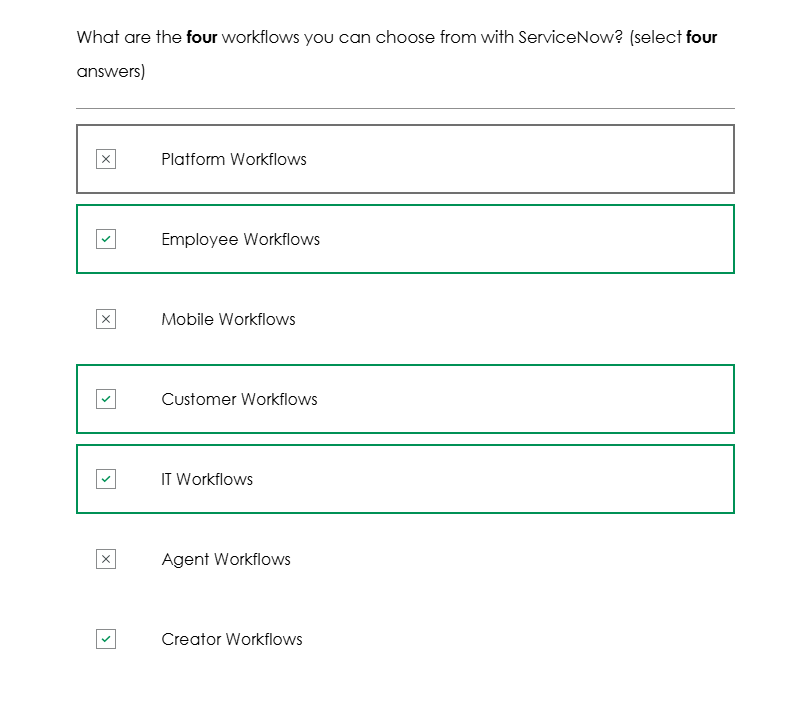 What are the four workflows you can choose from with ServiceNow? (select four
answers)
Platform Workflows
Employee Workflows
Mobile Workflows
Customer Workflows
IT Workflows
Agent Workflows
Creator Workflows